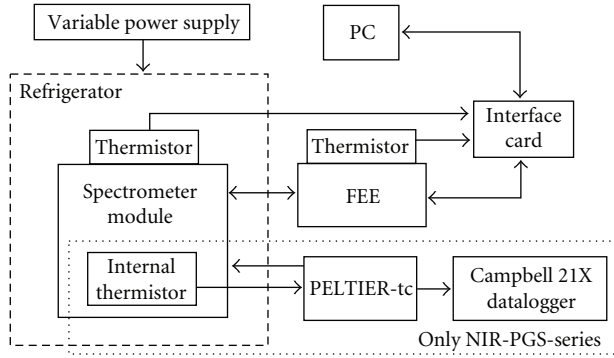 Variable power supply
PC
Refrigerator
Thermistor
Thermistor
Interface
card
Spectrometer
module
FEE
Internal
thermistor
PELTIER-tc
Campbell 21X
datalogger
Only NIR-PGS-series